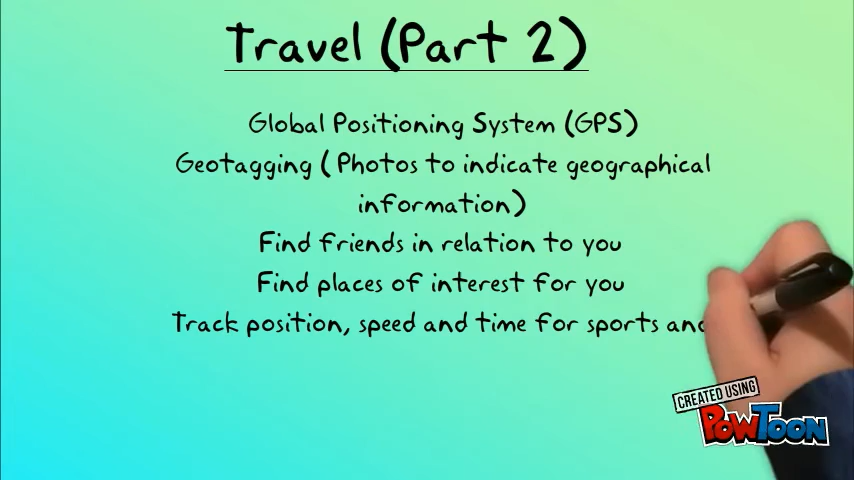 Travel (Part 2)
Global Positioning System (GPS)
Geotagging ( Photos to indicate geographical
information)
Find friends in relation to you
Find places of interest for you
Track position, speed and time for sports and
CREATED USING
POWTOON